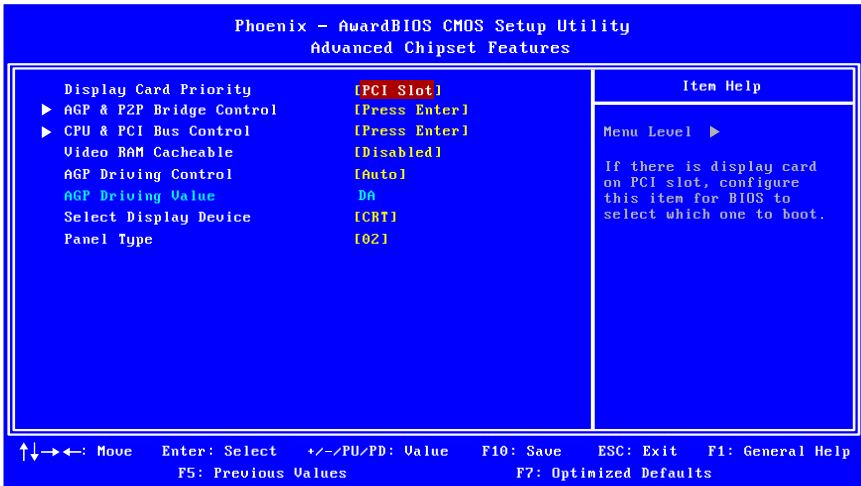 Phoenix – AwardBIOS CMOS Setup Utility
Advanced Chipset Features
Display Card Priority [PCI Slot]
▶ AGP & P2P Bridge Control [Press Enter]
▶ CPU & PCI Bus Control [Press Enter]
Video RAM Cacheable [Disabled]
AGP Driving Control [Auto]
AGP Driving Value DA
Select Display Device [CRT]
Panel Type [02]
Item Help
Menu Level ▶
If there is display card
on PCI slot, configure
this item for BIOS to
select which one to boot.
↑↓→←: Move Enter: Select +/-/PU/PD: Value F10: Save ESC: Exit F1: General Help
F5: Previous Values F7: Optimized Defaults